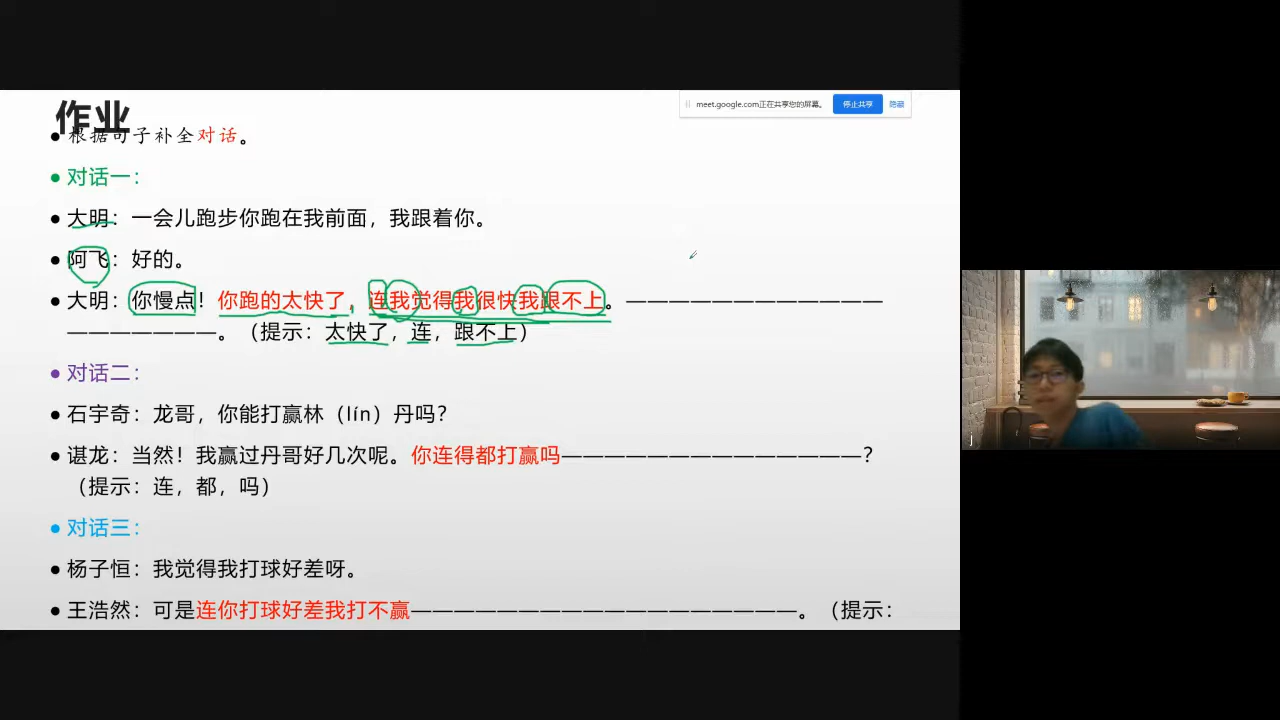 作业
meet.google.com正在共享您的屏幕。 停止共享 隐藏
● 根据句子补全对话。
● 对话一：
● 大明：一会儿跑步你跑在我前面，我跟着你。
● 阿飞：好的。
● 大明：你慢点！你跑的太快了，连我觉得我很快我跟不上。————————————
———————。（提示：太快了，连，跟不上）
● 对话二：
● 石宇奇：龙哥，你能打赢林（lín）丹吗？
● 谌龙：当然！我赢过丹哥好几次呢。你连得都打赢吗——————————————？
（提示：连，都，吗）
● 对话三：
● 杨子恒：我觉得我打球好差呀。
● 王浩然：可是连你打球好差我打不赢——————————————————。（提示：
j